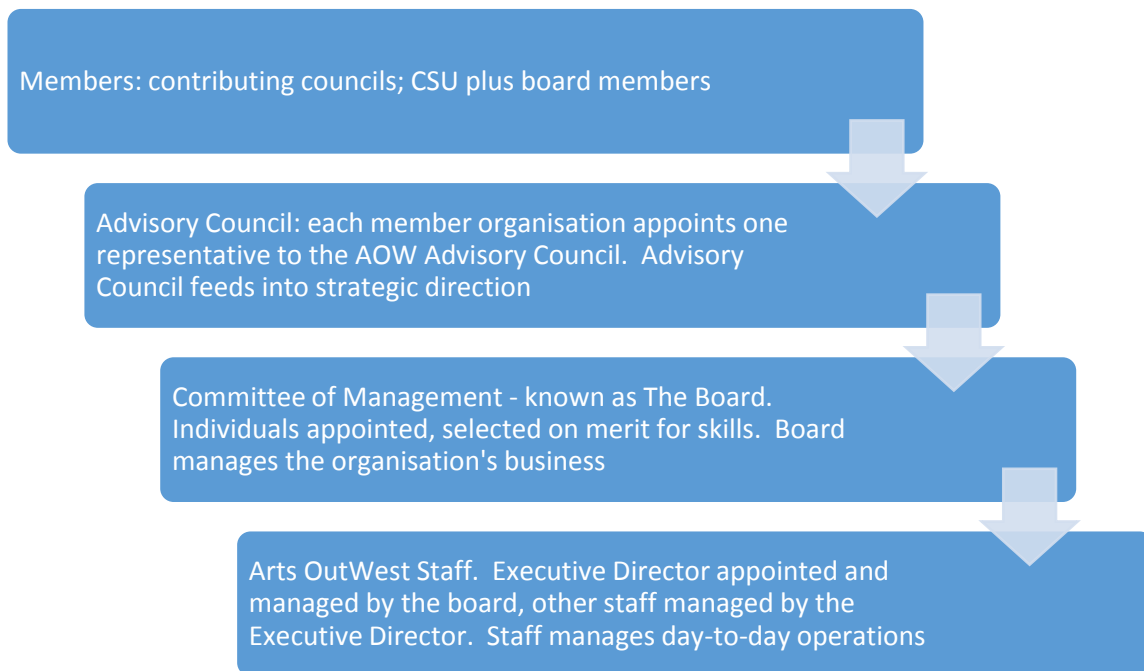 Members: contributing councils; CSU plus board members
Advisory Council: each member organisation appoints one
representative to the AOW Advisory Council.  Advisory
Council feeds into strategic direction
Committee of Management - known as The Board.
Individuals appointed, selected on merit for skills.  Board
manages the organisation's business
Arts OutWest Staff.  Executive Director appointed and
managed by the board, other staff managed by the
Executive Director.  Staff manages day-to-day operations